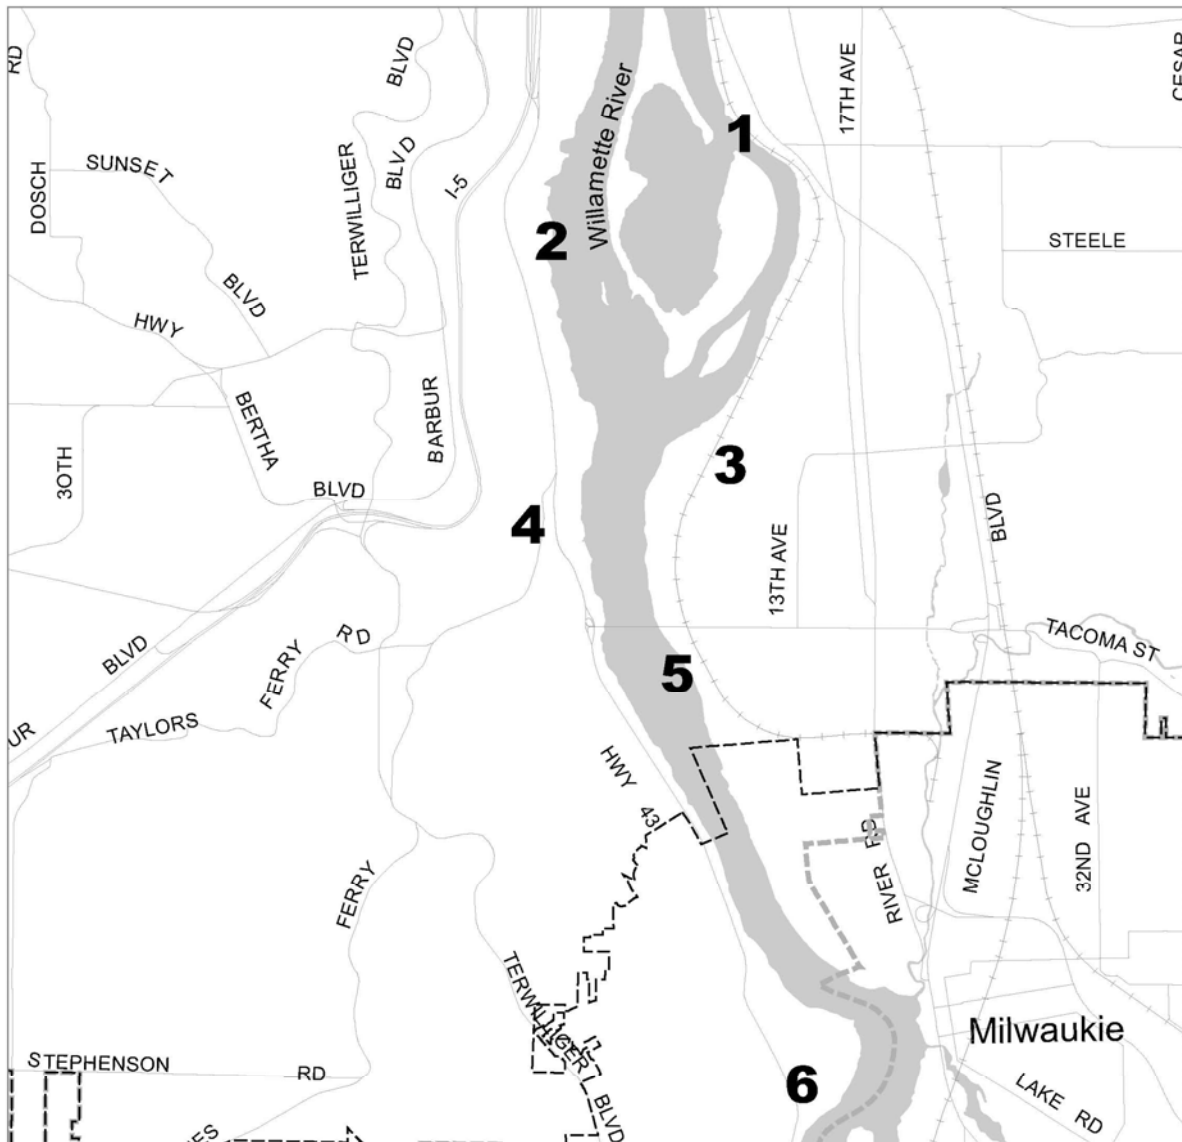 RD
BLVD
17TH AVE
CESAR
1
Willamette River
SUNSET
BLVD
TERWILLIGER
I-5
DOSCH
2
STEELE
BLVD
HWY
BERTHA
BARBUR
3
30TH
BLVD
BLVD
4
13TH AVE
RD
TACOMA ST
BLVD
FERRY
5
UR
TAYLORS
HWY 43
MCLOUGHLIN
32ND AVE
RIVER RD
FERRY
TERWILLIGER BLVD
Milwaukie
STEPHENSON RD
6
LAKE RD
ES